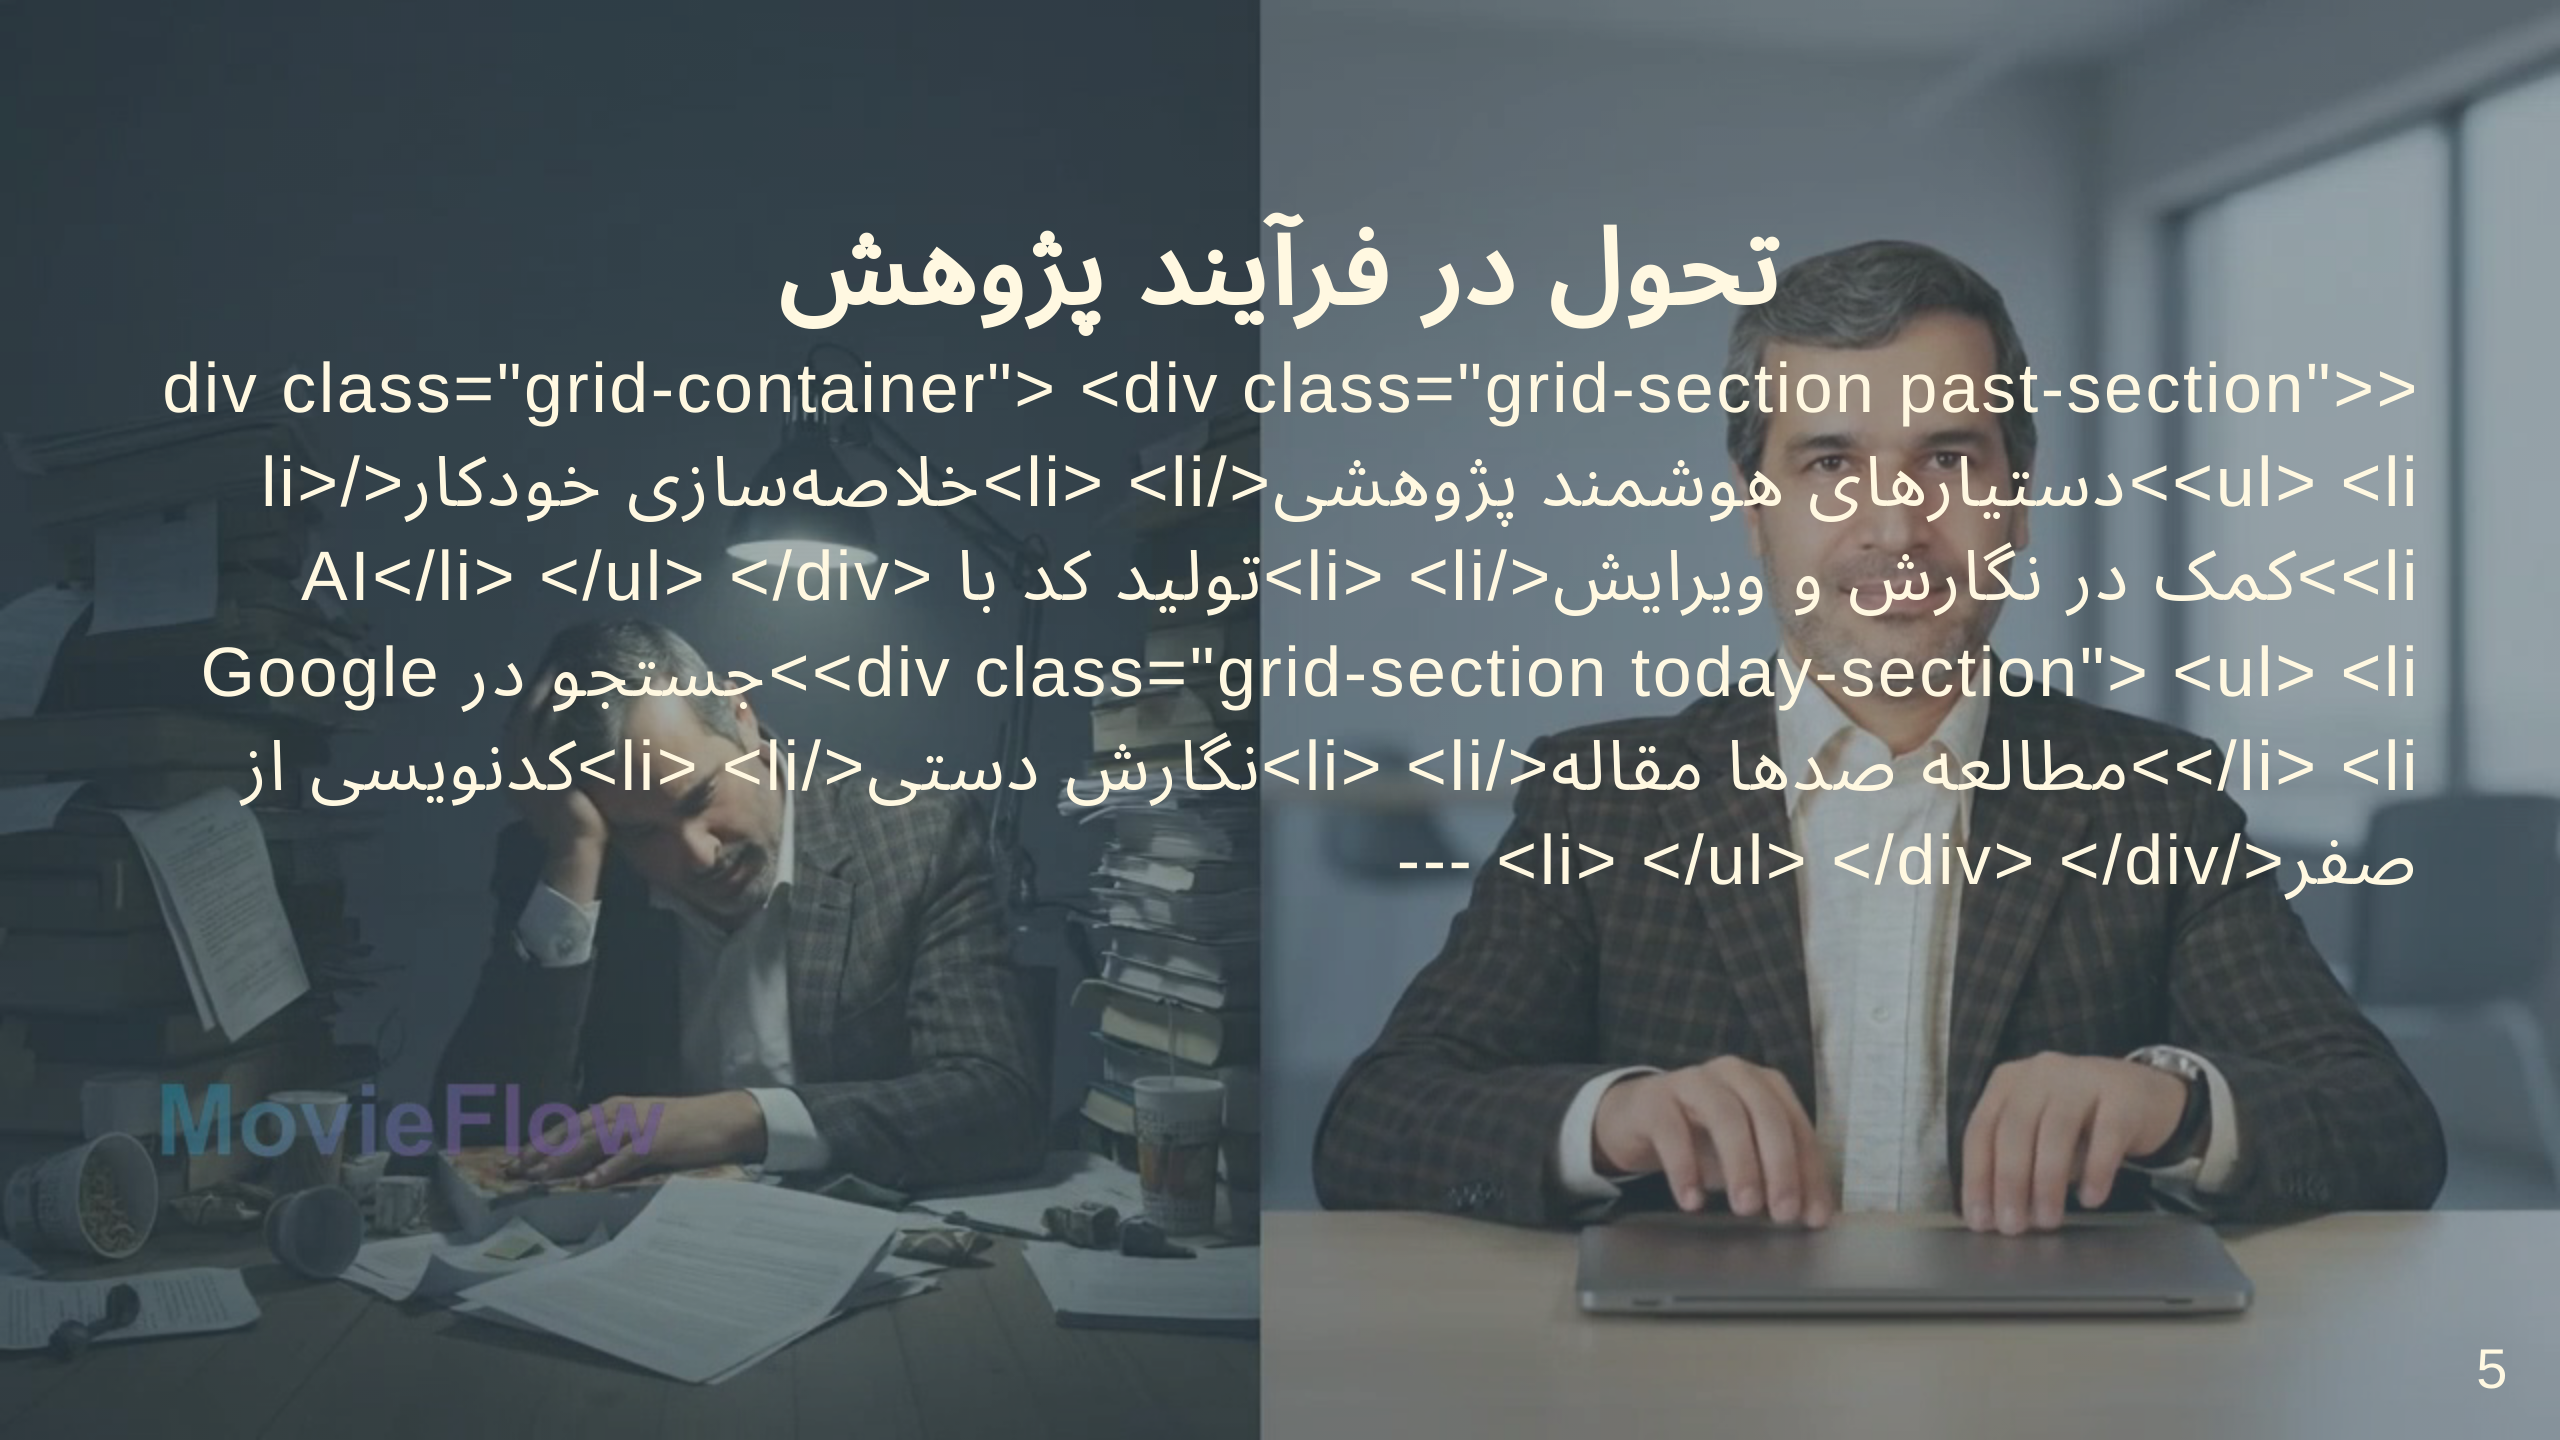 تحول در فرآیند پژوهش
<div class="grid-container"> <div class="grid-section past-section">
<ul> <li>دستیارهای هوشمند پژوهشی</li> <li>خلاصه‌سازی خودکار</li>
<li>کمک در نگارش و ویرایش</li> <li>تولید کد با AI</li> </ul> </div>
<div class="grid-section today-section"> <ul> <li>جستجو در Google
</li> <li>مطالعه صدها مقاله</li> <li>نگارش دستی</li> <li>کدنویسی از
صفر</li> </ul> </div> </div> ---
MovieFlow
5